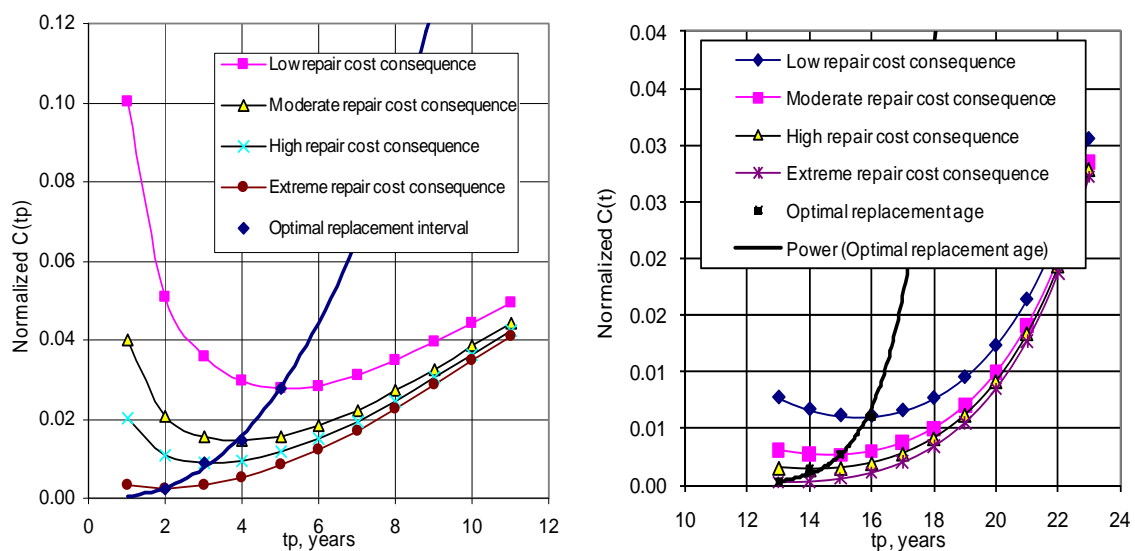 Normalized C(tp)
0.12
0.10
0.08
0.06
0.04
0.02
0.00
Low repair cost consequence
Moderate repair cost consequence
High repair cost consequence
Extreme repair cost consequence
Optimal replacement interval
0 2 4 6 8 10 12
tp, years
Normalized C(t)
0.04
0.04
0.03
0.03
0.02
0.02
0.01
0.01
0.00
Low repair cost consequence
Moderate repair cost consequence
High repair cost consequence
Extreme repair cost consequence
Optimal replacement age
Power (Optimal replacement age)
10 12 14 16 18 20 22 24
tp, years